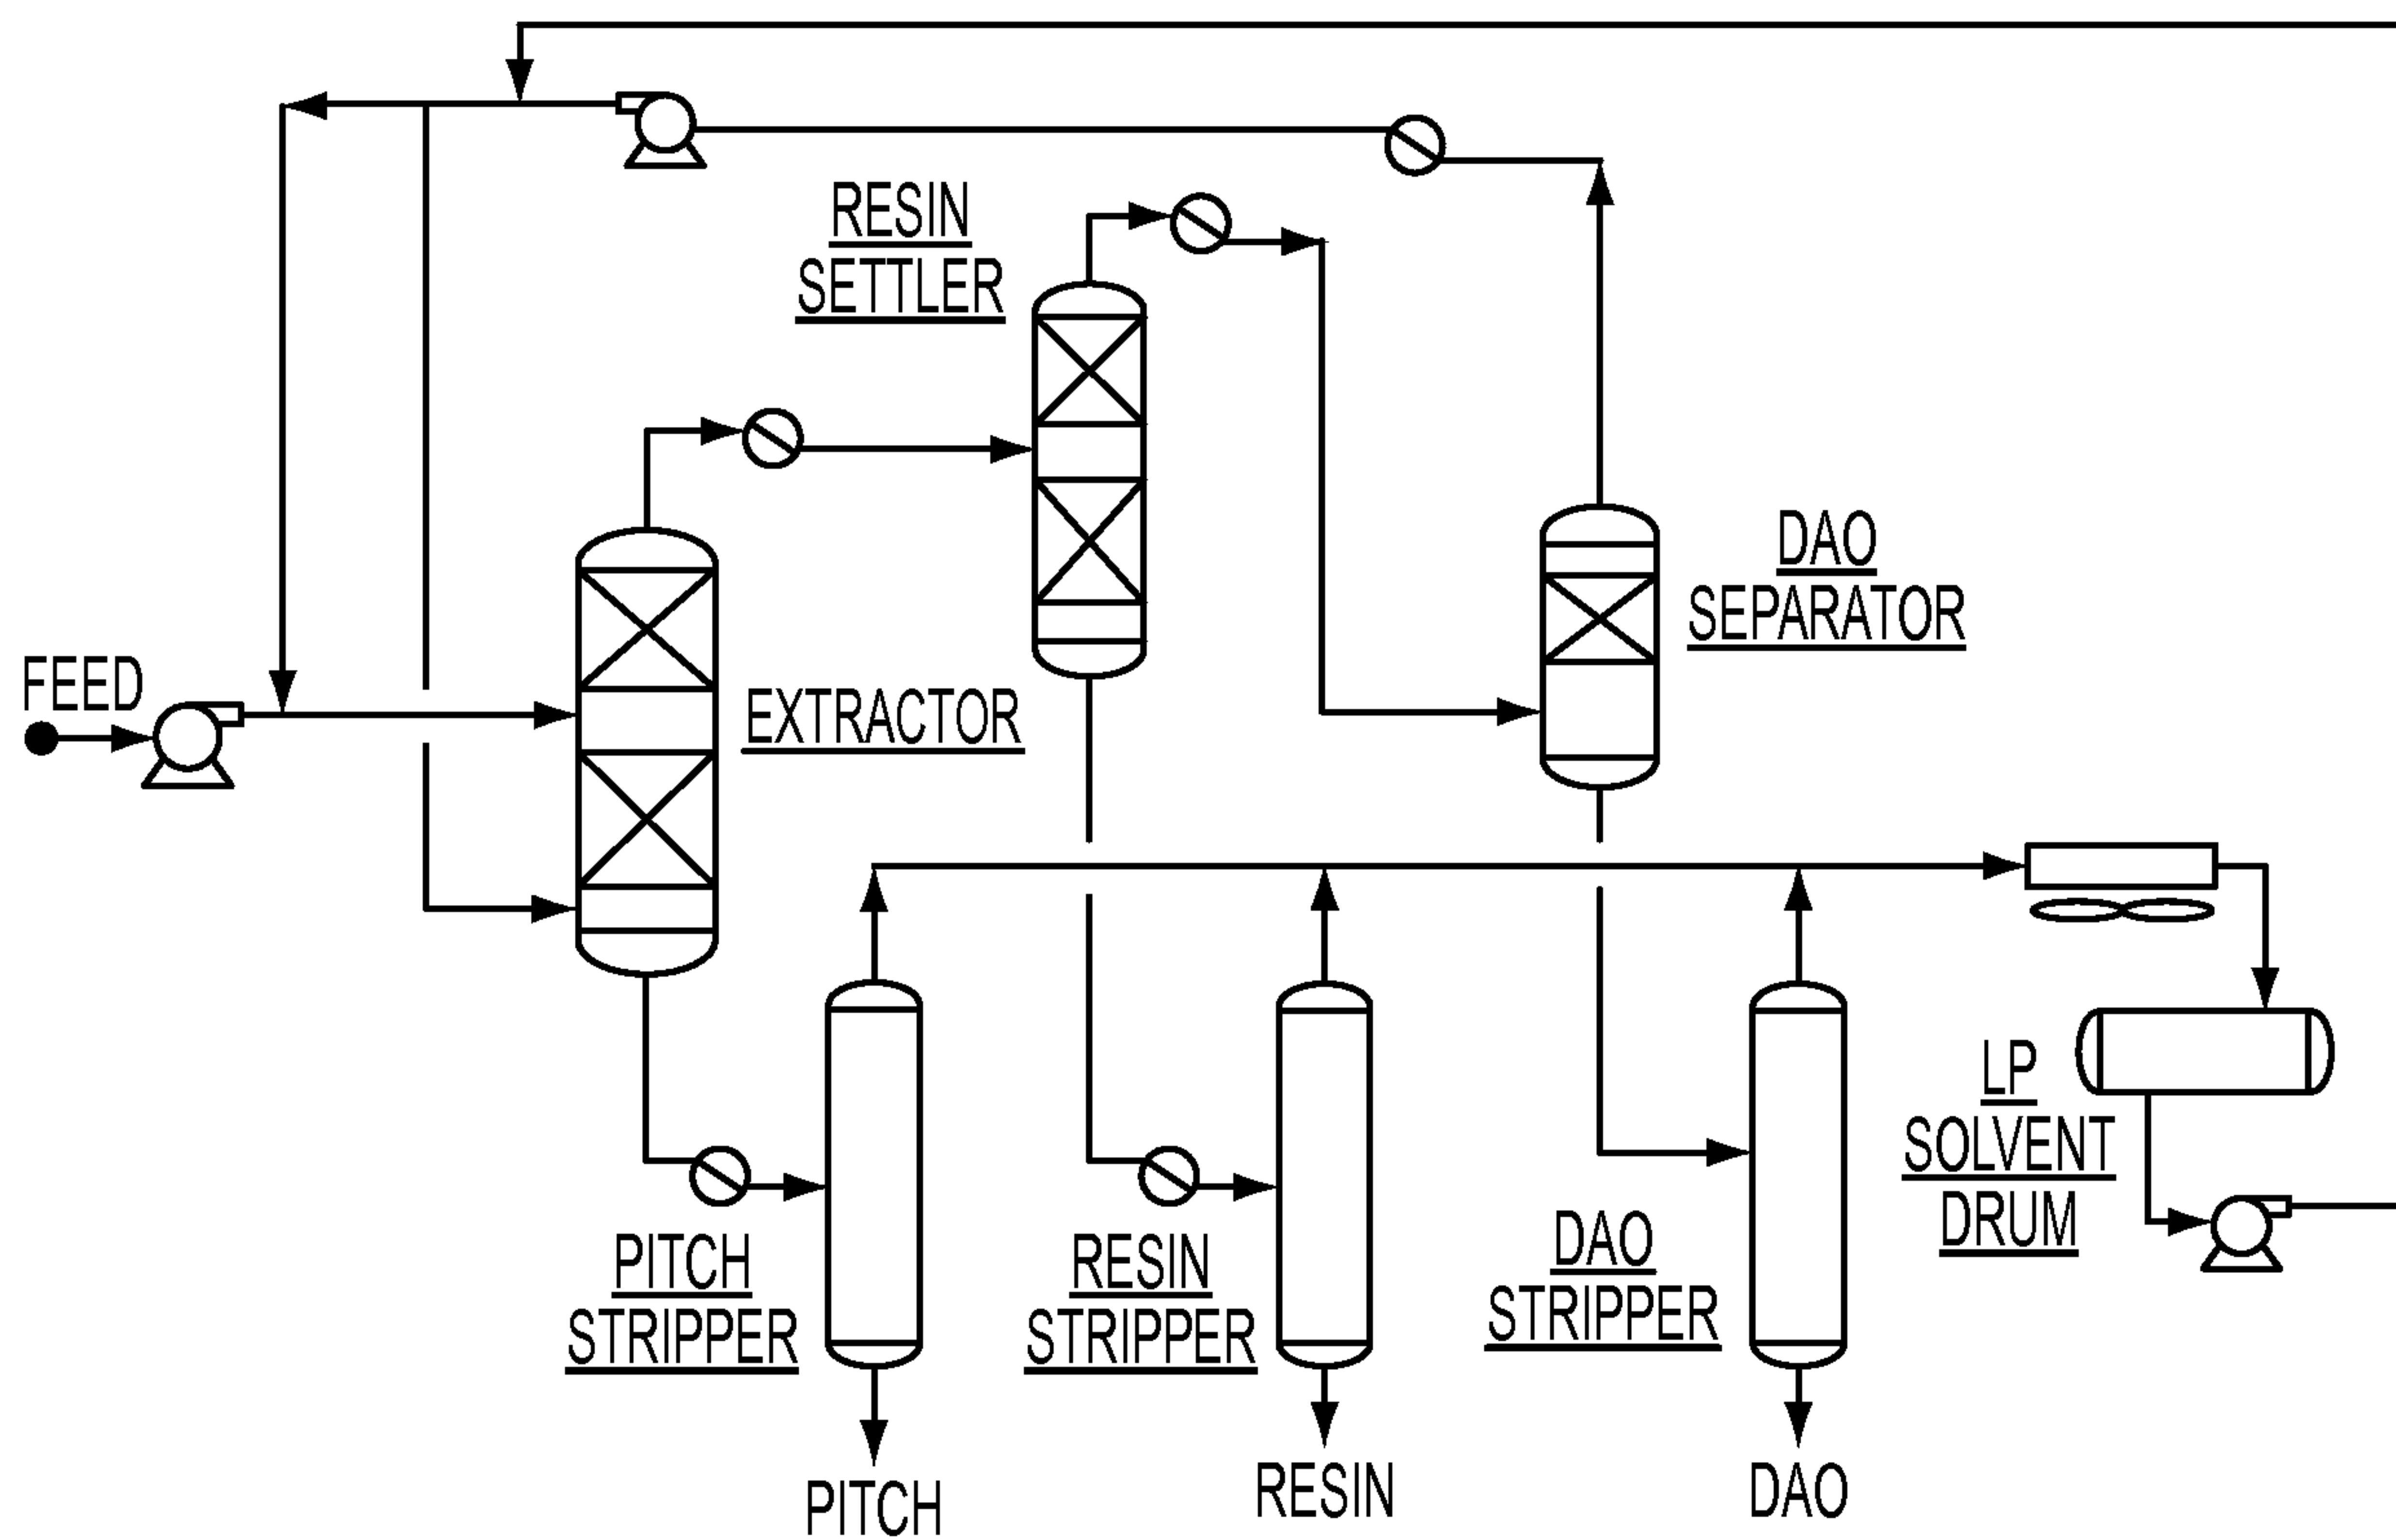 RESIN
SETTLER
DAO
SEPARATOR
FEED
EXTRACTOR
LP
SOLVENT
DRUM
PITCH
STRIPPER
RESIN
STRIPPER
DAO
STRIPPER
PITCH
RESIN
DAO